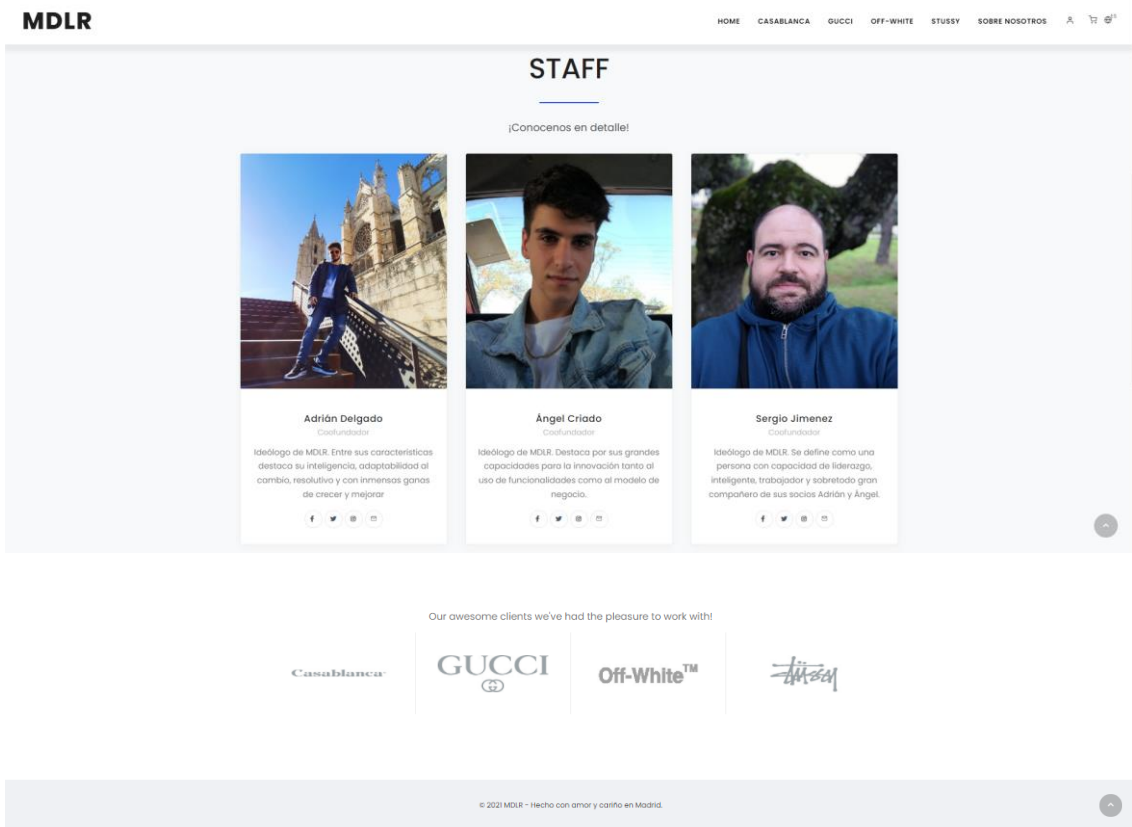 MDLR
HOME CASABLANCA GUCCI OFF-WHITE STUSSY SOBRE NOSOTROS ES
STAFF
¡Conocenos en detalle!
Adrián Delgado
Coofundador
Ideólogo de MDLR. Entre sus características
destaca su inteligencia, adaptabilidad al
cambio, resolutivo y con inmensas ganas
de crecer y mejorar
Ángel Criado
Coofundador
Ideólogo de MDLR. Destaca por sus grandes
capacidades para la innovación tanto al
uso de funcionalidades como al modelo de
negocio.
Sergio Jimenez
Coofundador
Ideólogo de MDLR. Se define como una
persona con capacidad de liderazgo,
inteligente, trabajador y sobretodo gran
compañero de sus socios Adrián y Ángel.
Our awesome clients we've had the pleasure to work with!
Casablanca
GUCCI
Off-White™
Stüssy
© 2021 MDLR - Hecho con amor y cariño en Madrid.